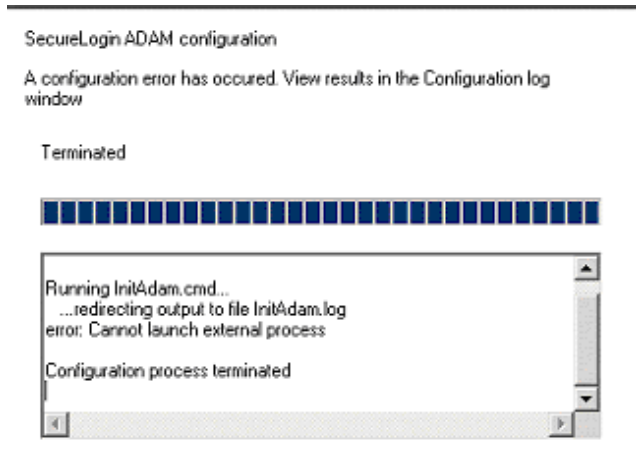 SecureLogin ADAM configuration
A configuration error has occured. View results in the Configuration log
window
Terminated
Running InitAdam.cmd...
...redirecting output to file InitAdam.log
error: Cannot launch external process
Configuration process terminated